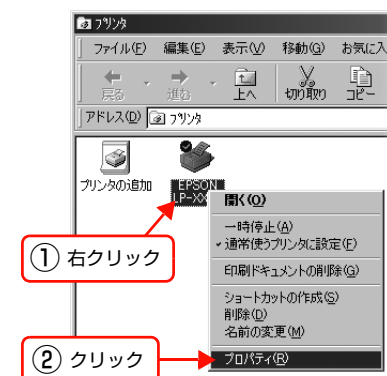 プリンタ
ファイル(F) 編集(E) 表示(V) 移動(G) お気に入
戻る 進む 上へ 切り取り コピー
アドレス(D) プリンタ
プリンタの追加
EPSON
LP-XX
開く(O)
一時停止(A)
通常使うプリンタに設定(F)
印刷ドキュメントの削除(G)
ショートカットの作成(S)
削除(D)
名前の変更(M)
プロパティ(R)
① 右クリック
② クリック